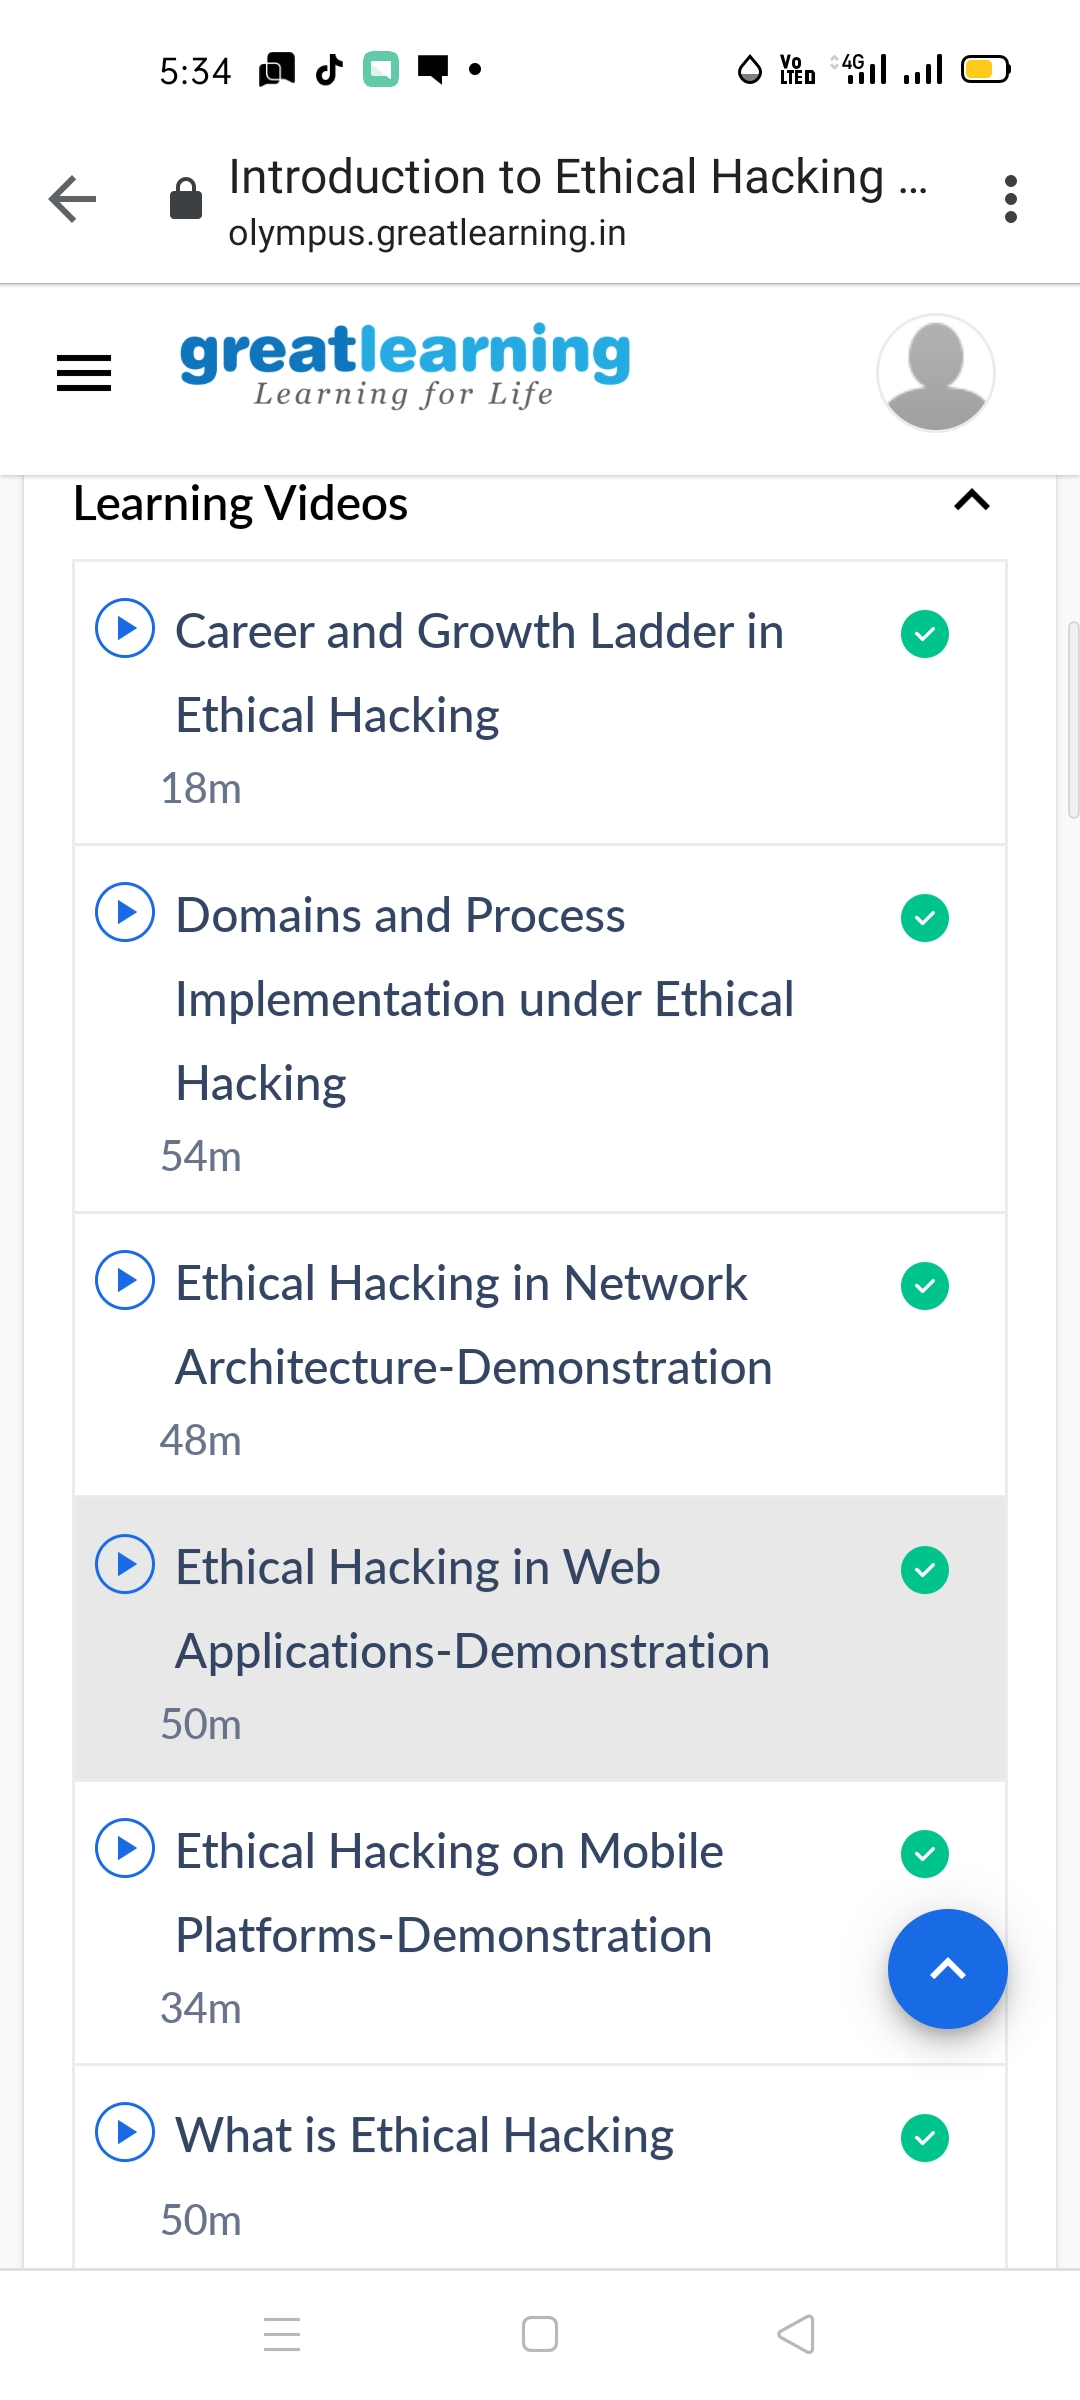 5:34
Vo LTED 4G
Introduction to Ethical Hacking ...
olympus.greatlearning.in
greatlearning
Learning for Life
Learning Videos
Career and Growth Ladder in
Ethical Hacking
18m
Domains and Process
Implementation under Ethical
Hacking
54m
Ethical Hacking in Network
Architecture-Demonstration
48m
Ethical Hacking in Web
Applications-Demonstration
50m
Ethical Hacking on Mobile
Platforms-Demonstration
34m
What is Ethical Hacking
50m